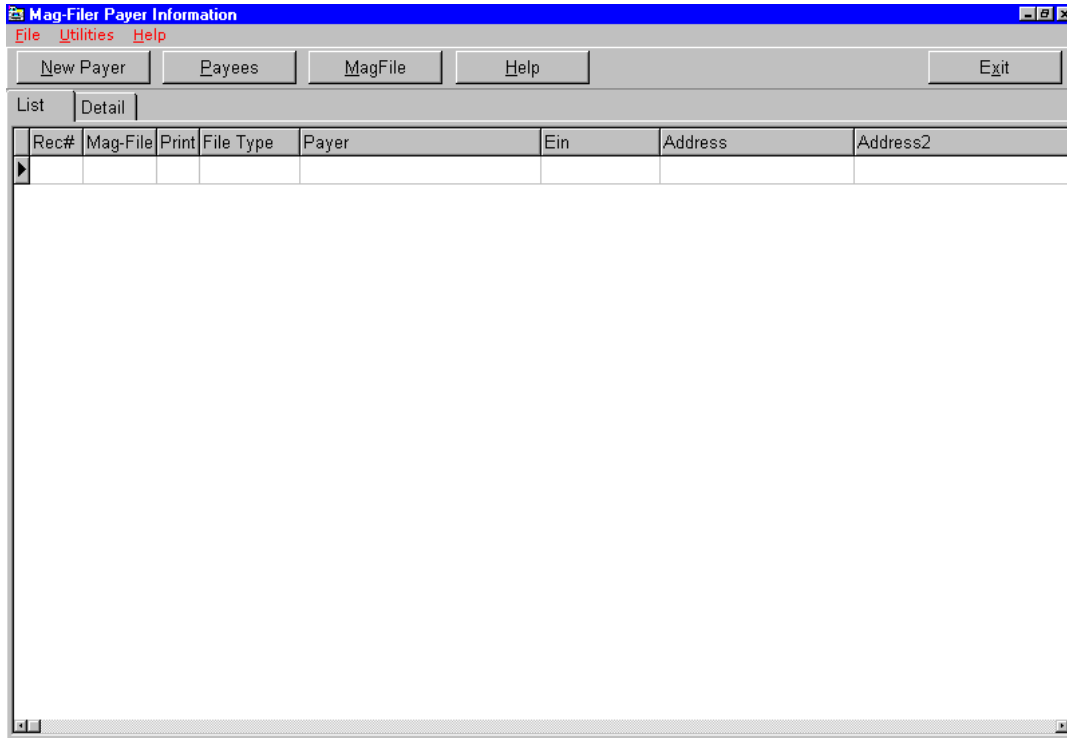 Mag-Filer Payer Information
File Utilities Help
New Payer Payees MagFile Help Exit
List Detail
Rec# Mag-File Print File Type Payer Ein Address Address2